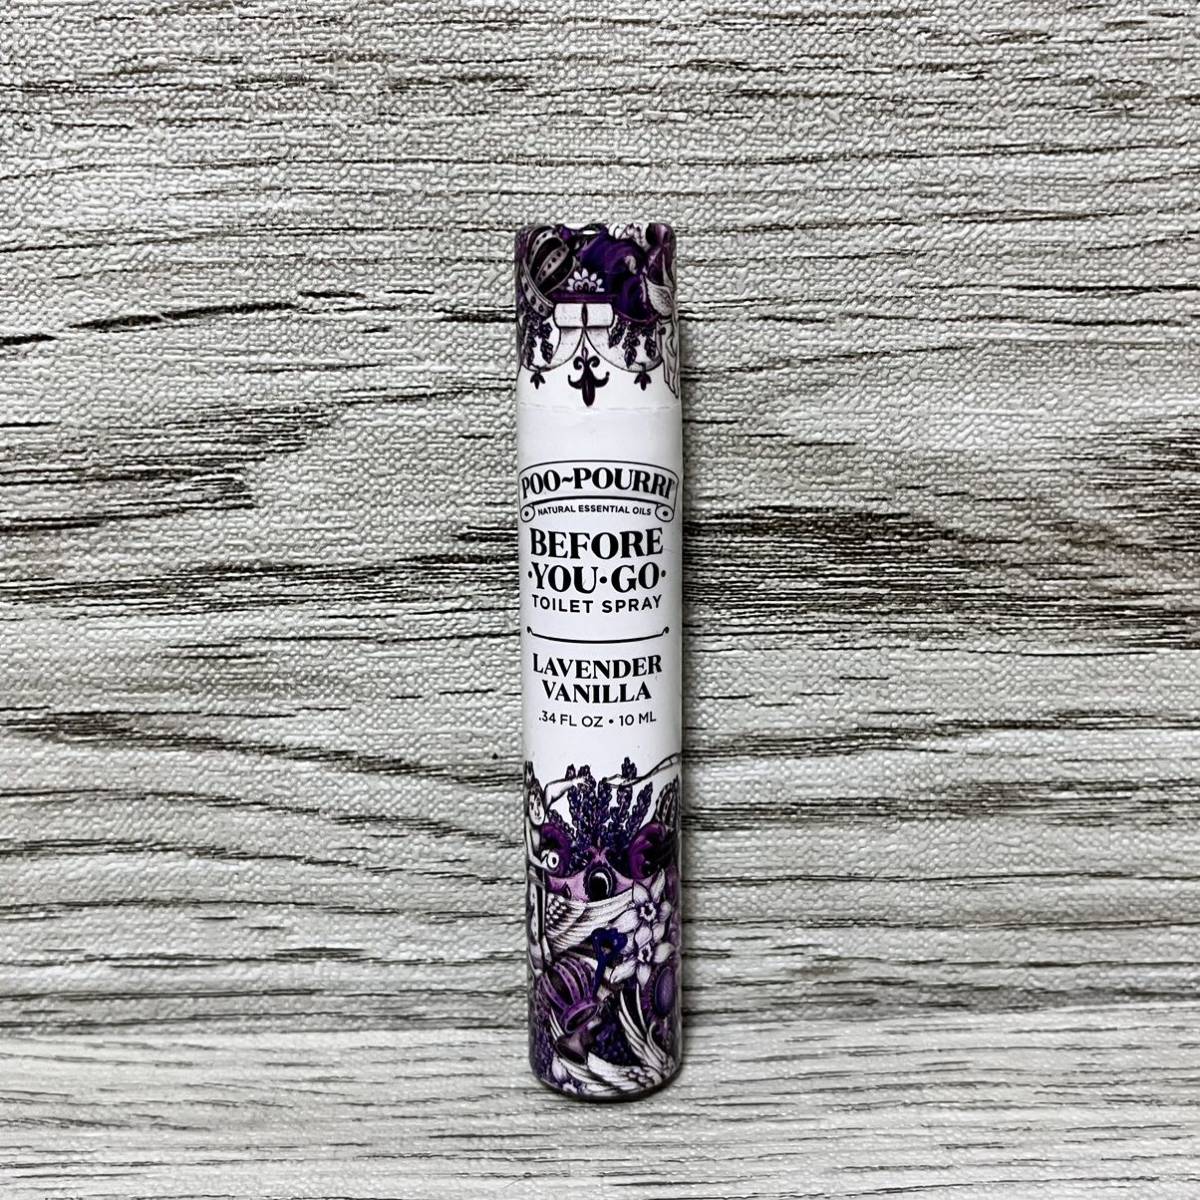 POO~POURRI
NATURAL ESSENTIAL OILS
BEFORE
·YOU·GO·
TOILET SPRAY
LAVENDER
VANILLA
.34 FL OZ • 10 ML